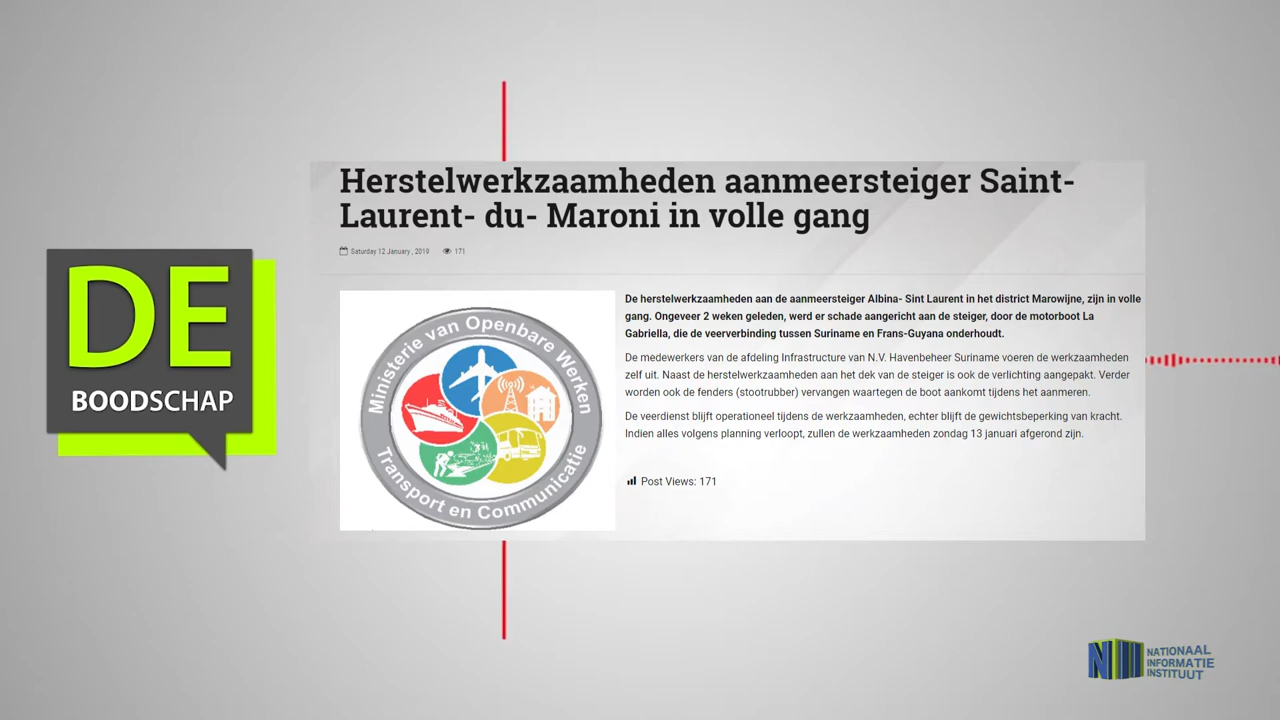 Herstelwerkzaamheden aanmeersteiger Saint-
Laurent- du- Maroni in volle gang
Saturday 12 January , 2019 171
DE
BOODSCHAP
Ministerie van Openbare Werken
Transport en Communicatie
De herstelwerkzaamheden aan de aanmeersteiger Albina- Sint Laurent in het district Marowijne, zijn in volle
gang. Ongeveer 2 weken geleden, werd er schade aangericht aan de steiger, door de motorboot La
Gabriella, die de veerverbinding tussen Suriname en Frans-Guyana onderhoudt.
De medewerkers van de afdeling Infrastructure van N.V. Havenbeheer Suriname voeren de werkzaamheden
zelf uit. Naast de herstelwerkzaamheden aan het dek van de steiger is ook de verlichting aangepakt. Verder
worden ook de fenders (stootrubber) vervangen waartegen de boot aankomt tijdens het aanmeren.
De veerdienst blijft operationeel tijdens de werkzaamheden, echter blijft de gewichtsbeperking van kracht.
Indien alles volgens planning verloopt, zullen de werkzaamheden zondag 13 januari afgerond zijn.
Post Views: 171
NII
NATIONAAL
INFORMATIE
INSTITUUT